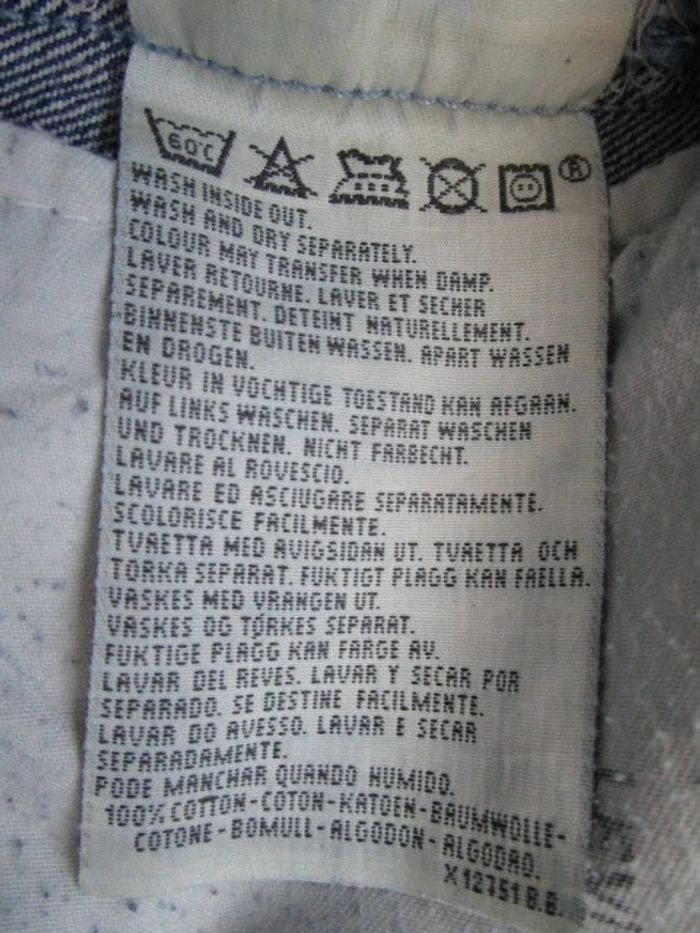 60°C
®
WASH INSIDE OUT.
WASH AND DRY SEPARATELY.
COLOUR MAY TRANSFER WHEN DAMP.
LAVER RETOURNE. LAVER ET SECHER
SEPAREMENT. DETEINT NATURELLEMENT.
BINNENSTE BUITEN WASSEN. APART WASSEN
EN DROGEN.
KLEUR IN VOCHTIGE TOESTAND KAN AFGAAN.
AUF LINKS WASCHEN. SEPARAT WASCHEN
UND TROCKNEN. NICHT FARBECHT.
LAVARE AL ROVESCIO.
LAVARE ED ASCIUGARE SEPARATAMENTE.
SCOLORISCE FACILMENTE.
TVAETTA MED AVIGSIDAN UT. TVAETTA OCH
TORKA SEPARAT. FUKTIGT PLAGG KAN FAELLA.
VASKES MED VRANGEN UT.
VASKES OG TØRKES SEPARAT.
FUKTIGE PLAGG KAN FARGE AV.
LAVAR DEL REVES. LAVAR Y SECAR POR
SEPARADO. SE DESTINE FACILMENTE.
LAVAR DO AVESSO. LAVAR E SECAR
SEPARADAMENTE.
PODE MANCHAR QUANDO HUMIDO.
100% COTTON-COTON-KATOEN-BAUMWOLLE-
COTONE-BOMULL-ALGODON-ALGODAO.
X12751B.B.